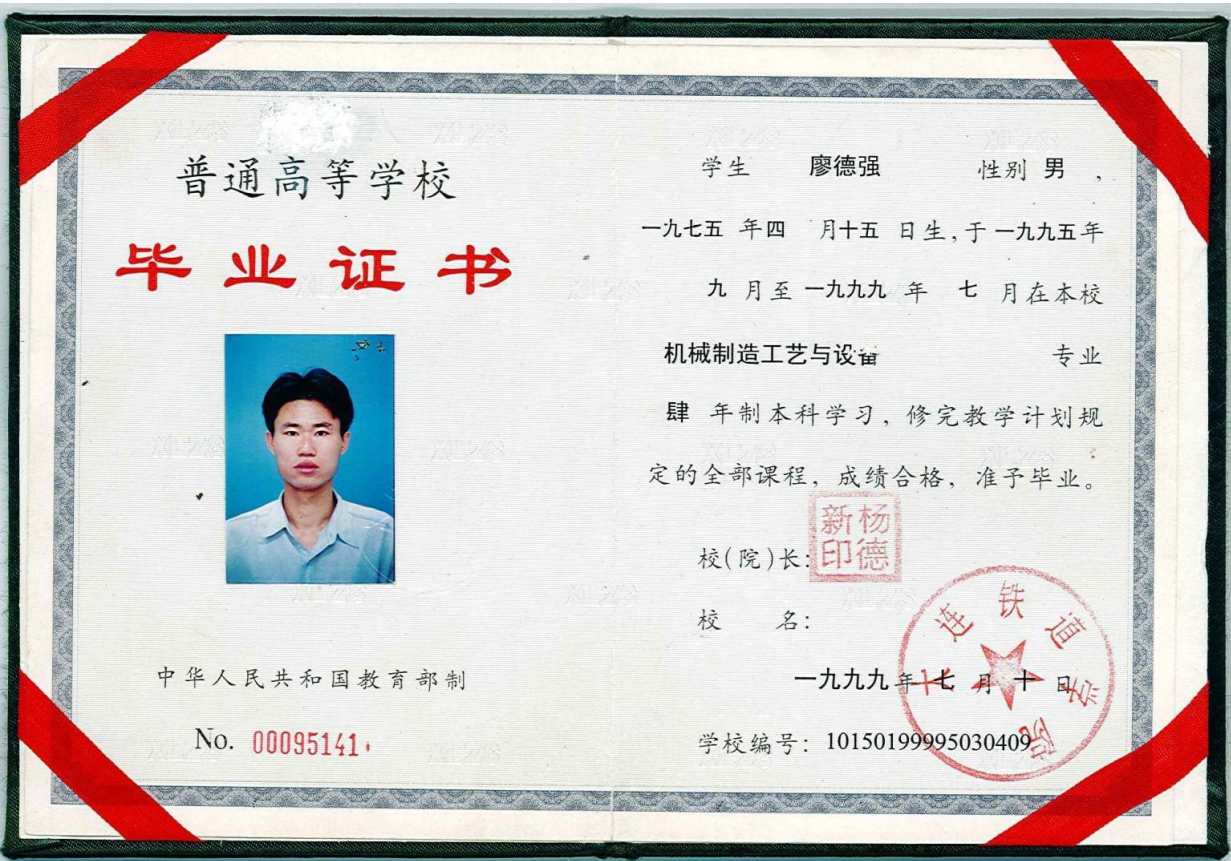 普通高等学校
毕业证书
中华人民共和国教育部制
No. 00095141
学生 廖德强 性别 男，
一九七五 年四 月十五 日生，于一九九五年
九 月至 一九九九 年 七 月在本校
机械制造工艺与设备 专业
肆 年制本科学习，修完教学计划规
定的全部课程，成绩合格，准予毕业。
校(院)长：
杨德新印
校 名：
大连铁道学院
一九九九年 七 月 十 日
学校编号：10150199995030409